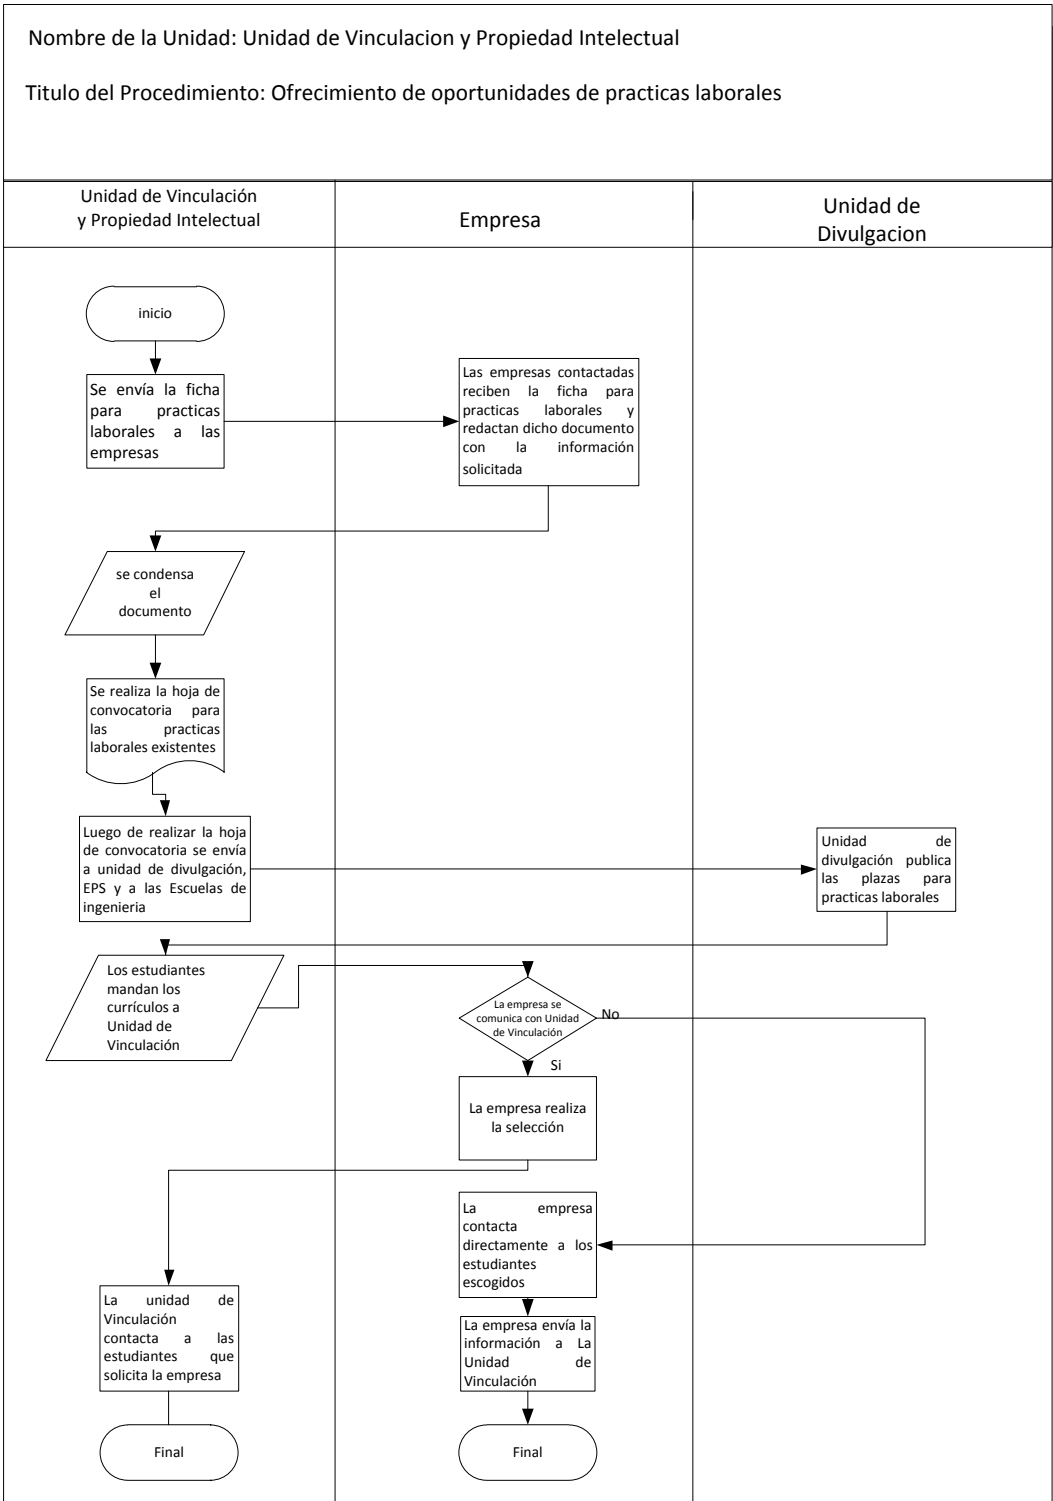 Nombre de la Unidad: Unidad de Vinculacion y Propiedad Intelectual
Titulo del Procedimiento: Ofrecimiento de oportunidades de practicas laborales
Unidad de Vinculación
y Propiedad Intelectual
Empresa
Unidad de
Divulgacion
inicio
Se envía la ficha
para practicas
laborales a las
empresas
Las empresas contactadas
reciben la ficha para
practicas laborales y
redactan dicho documento
con la información
solicitada
se condensa
el
documento
Se realiza la hoja de
convocatoria para
las practicas
laborales existentes
Luego de realizar la hoja
de convocatoria se envía
a unidad de divulgación,
EPS y a las Escuelas de
ingenieria
Unidad de
divulgación publica
las plazas para
practicas laborales
Los estudiantes
mandan los
currículos a
Unidad de
Vinculación
La empresa se
comunica con Unidad
de Vinculación
No
Si
La empresa realiza
la selección
La empresa
contacta
directamente a los
estudiantes
escogidos
La unidad de
Vinculación
contacta a las
estudiantes que
solicita la empresa
La empresa envía la
información a La
Unidad de
Vinculación
Final
Final